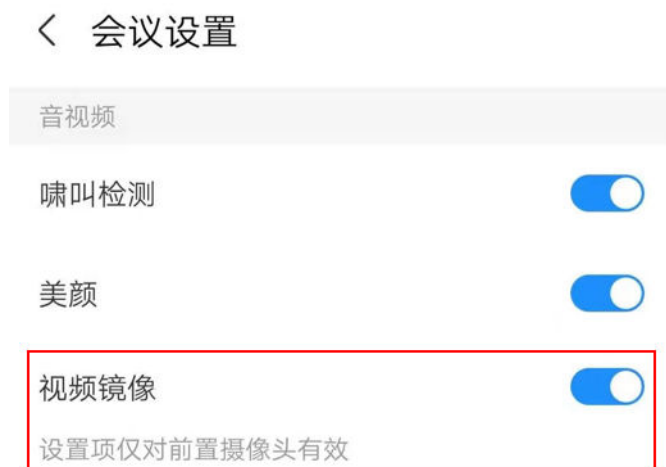 会议设置
音视频
啸叫检测
美颜
视频镜像
设置项仅对前置摄像头有效